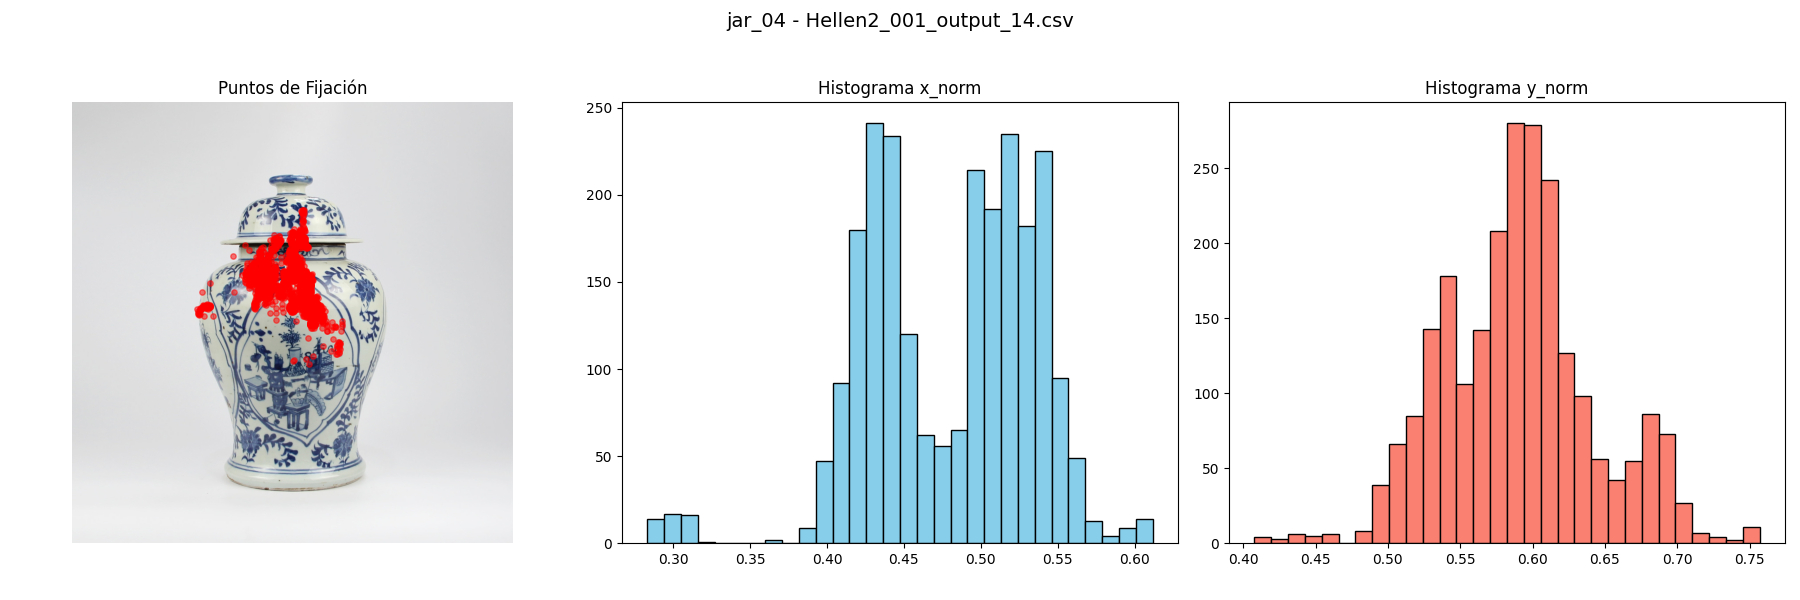 jar_04 - Hellen2_001_output_14.csv
Puntos de Fijación
Histograma x_norm
250
200
150
100
50
0
0.30 0.35 0.40 0.45 0.50 0.55 0.60
Histograma y_norm
250
200
150
100
50
0
0.40 0.45 0.50 0.55 0.60 0.65 0.70 0.75